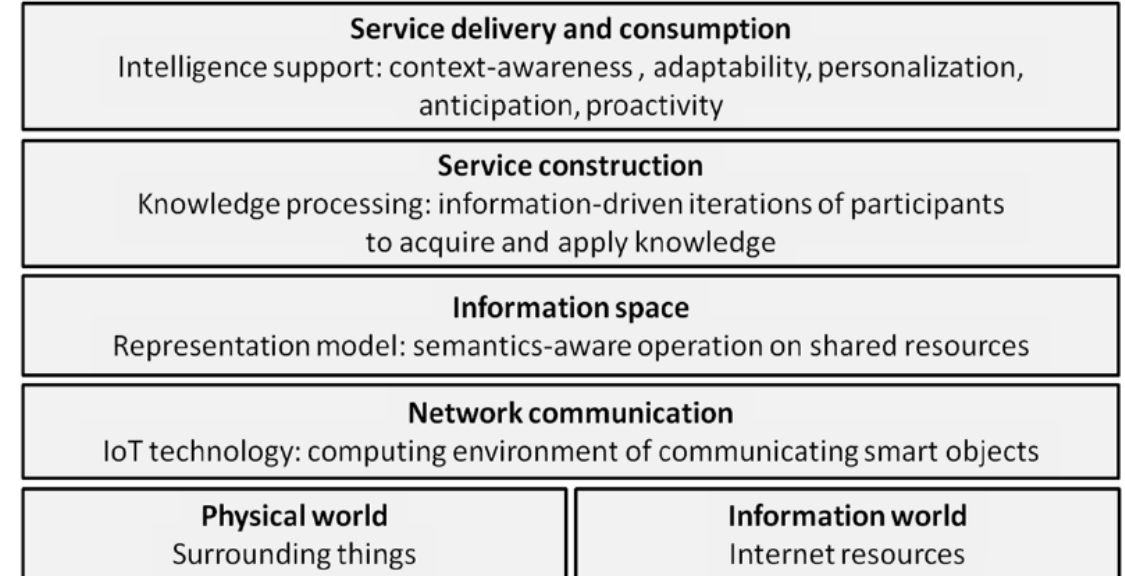 Service delivery and consumption
Intelligence support: context-awareness , adaptability, personalization,
anticipation, proactivity
Service construction
Knowledge processing: information-driven iterations of participants
to acquire and apply knowledge
Information space
Representation model: semantics-aware operation on shared resources
Network communication
IoT technology: computing environment of communicating smart objects
Physical world
Surrounding things
Information world
Internet resources